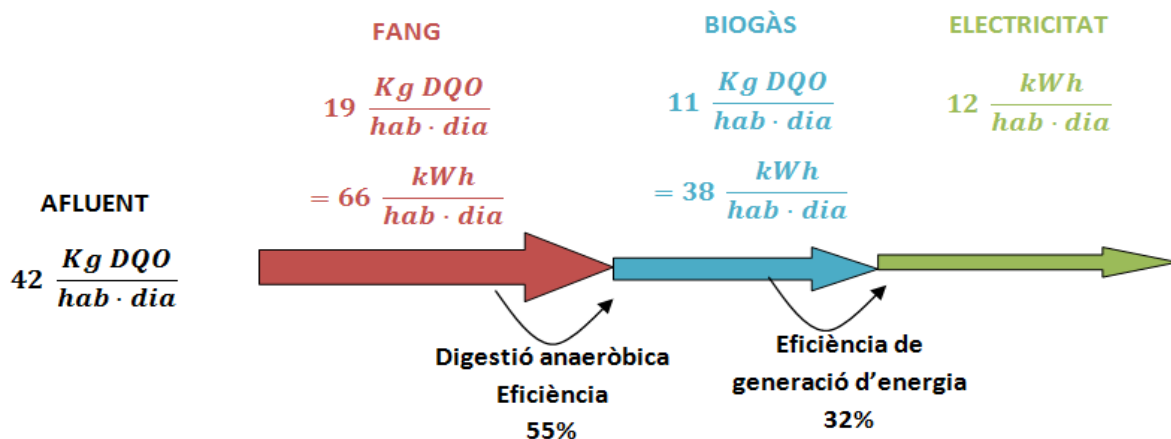 FANG
19 Kg DQO / hab · dia
= 66 kWh / hab · dia
BIOGÀS
11 Kg DQO / hab · dia
= 38 kWh / hab · dia
ELECTRICITAT
12 kWh / hab · dia
AFLUENT
42 Kg DQO / hab · dia
Digestió anaeròbica
Eficiència
55%
Eficiència de
generació d’energia
32%